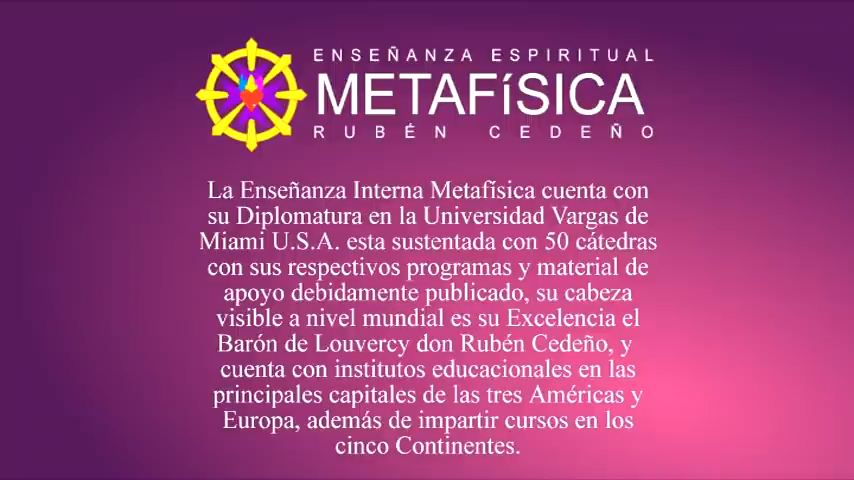 ENSEÑANZA ESPIRITUAL
METAFíSICA
RUBÉN CEDEÑO
La Enseñanza Interna Metafísica cuenta con
su Diplomatura en la Universidad Vargas de
Miami U.S.A. esta sustentada con 50 cátedras
con sus respectivos programas y material de
apoyo debidamente publicado, su cabeza
visible a nivel mundial es su Excelencia el
Barón de Louvercy don Rubén Cedeño, y
cuenta con institutos educacionales en las
principales capitales de las tres Américas y
Europa, además de impartir cursos en los
cinco Continentes.